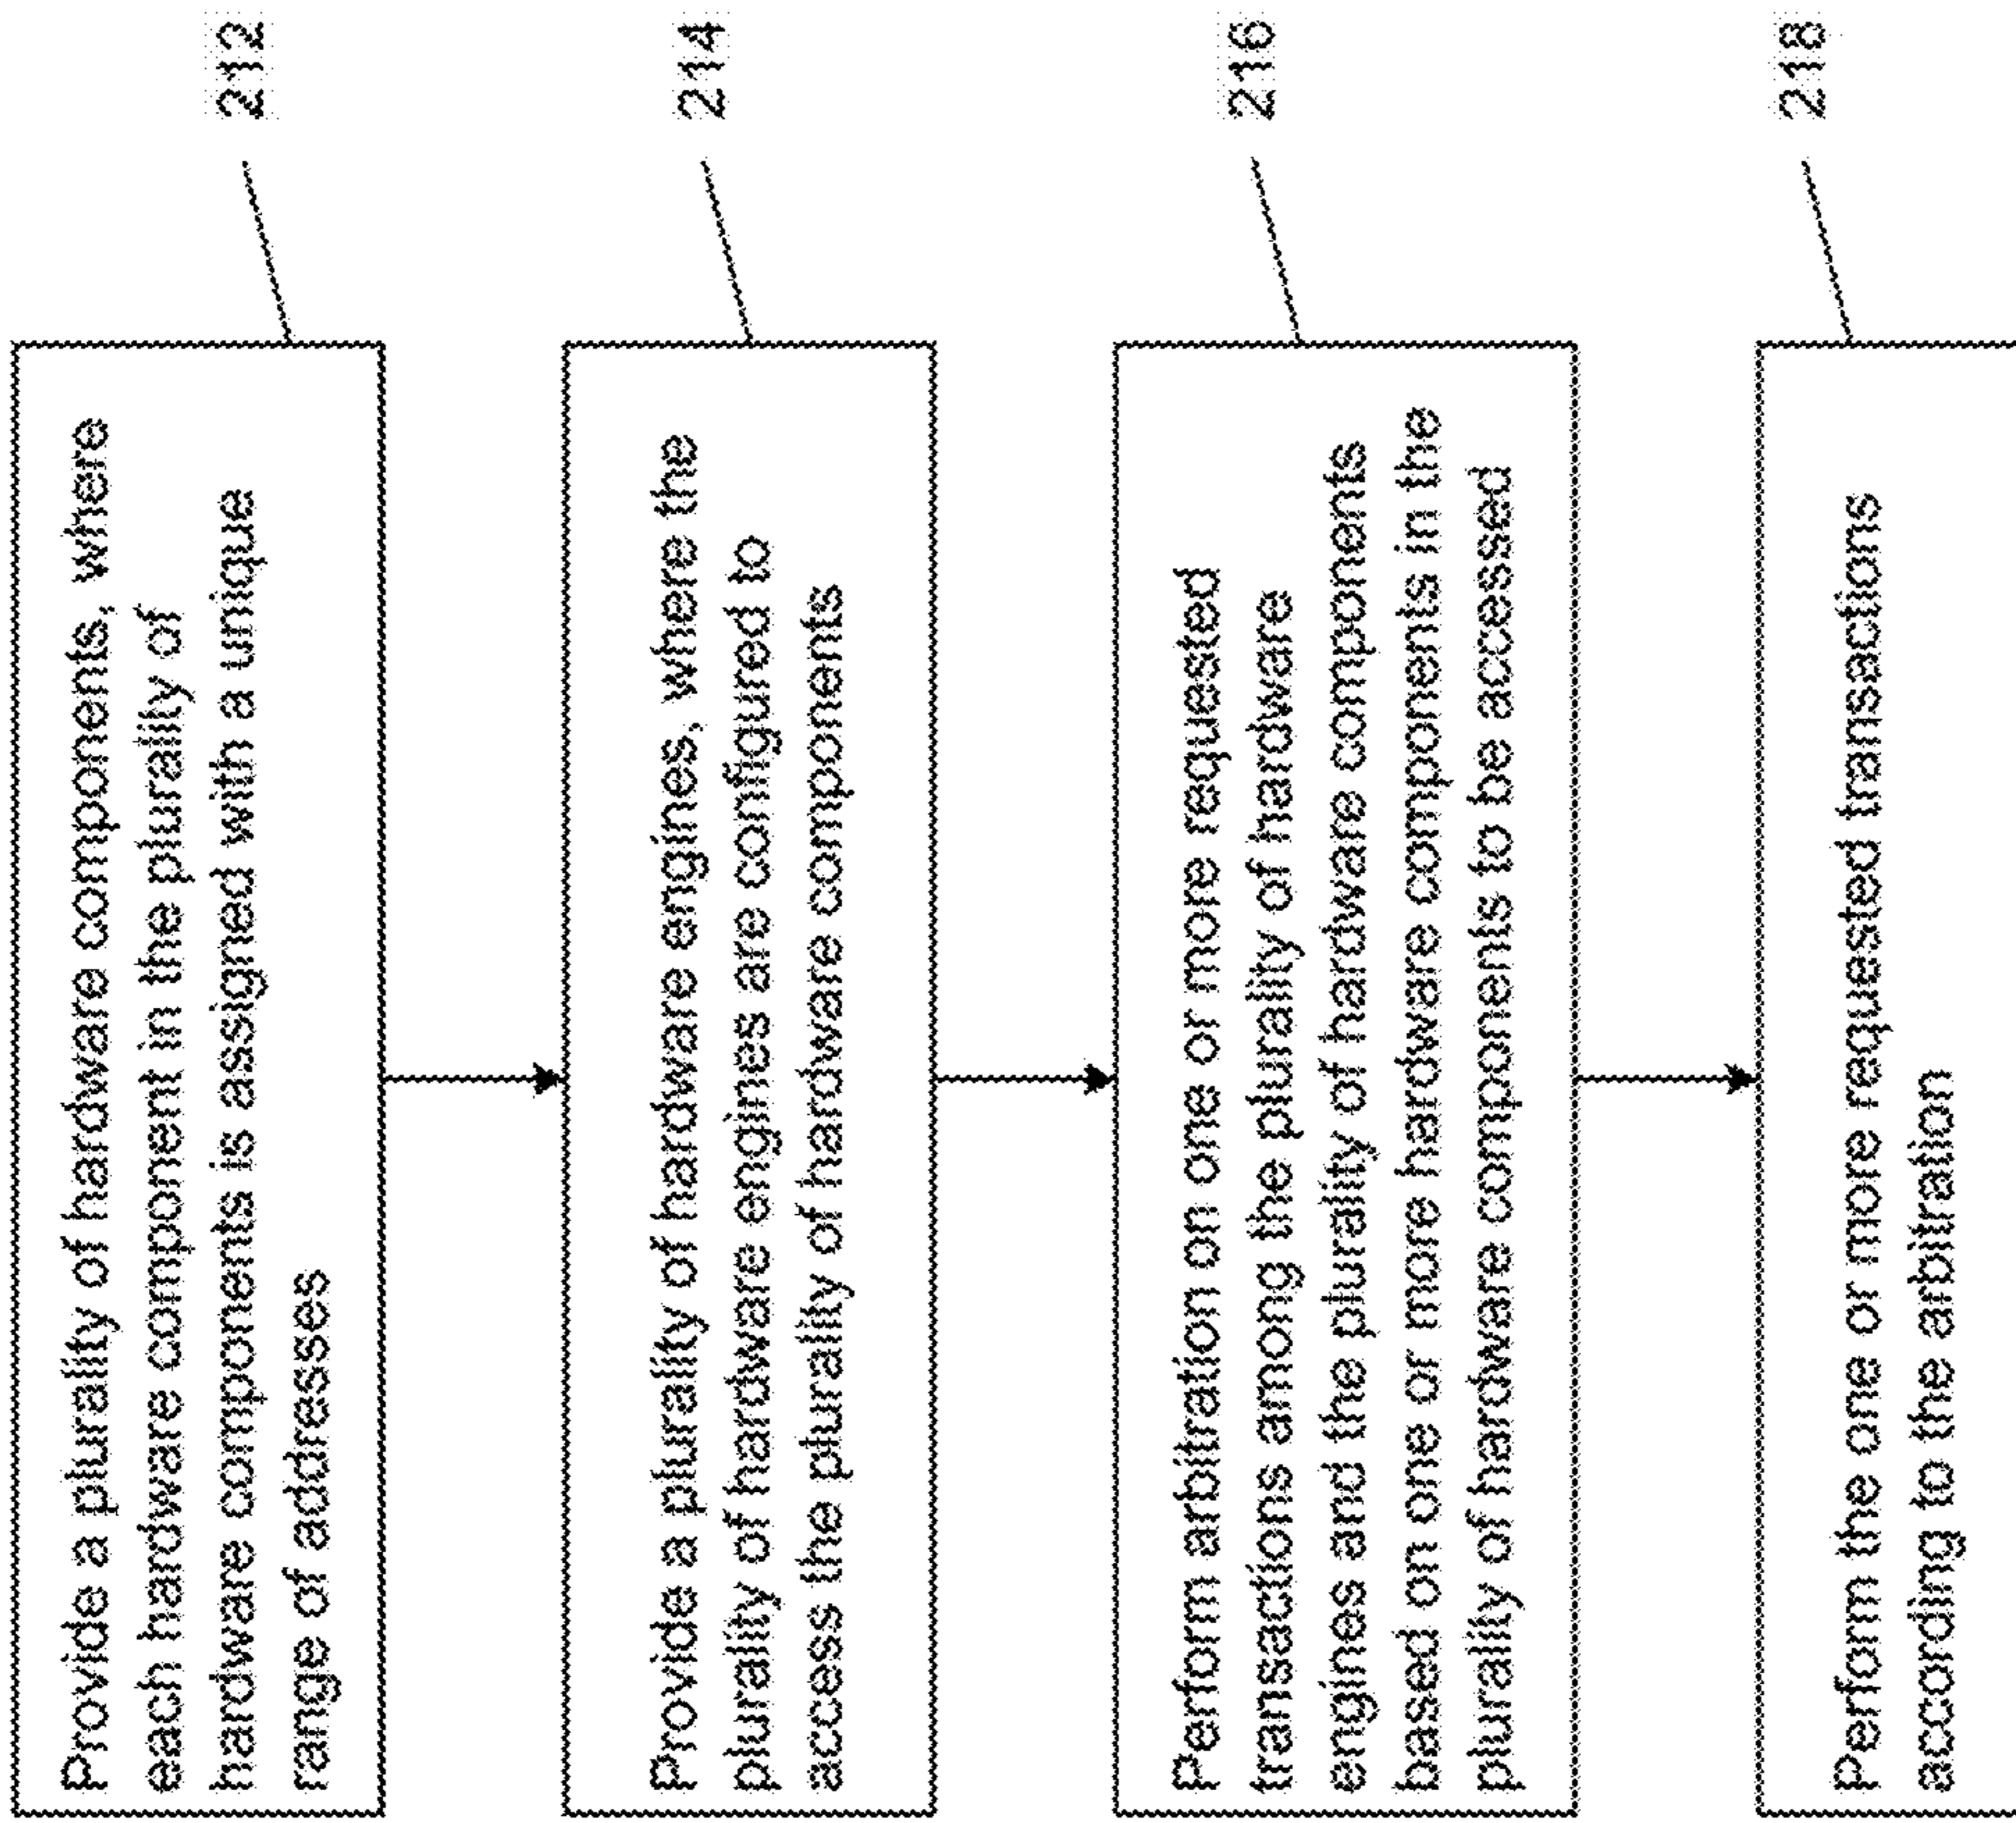 Provide a plurality of hardware components, where
each hardware component in the plurality of
hardware components is assigned with a unique
range of addresses
212
Provide a plurality of hardware engines, where the
plurality of hardware engines are configured to
access the plurality of hardware components
214
Perform arbitration on one or more requested
transactions among the plurality of hardware
engines and the plurality of hardware components
based on one or more hardware components in the
plurality of hardware components to be accessed
216
Perform the one or more requested transactions
according to the arbitration
218